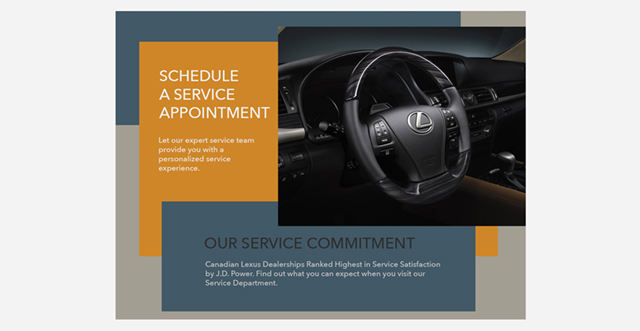 SCHEDULE
A SERVICE
APPOINTMENT
Let our expert service team
provide you with a
personalized service
experience.
OUR SERVICE COMMITMENT
Canadian Lexus Dealerships Ranked Highest in Service Satisfaction
by J.D. Power. Find out what you can expect when you visit our
Service Department.